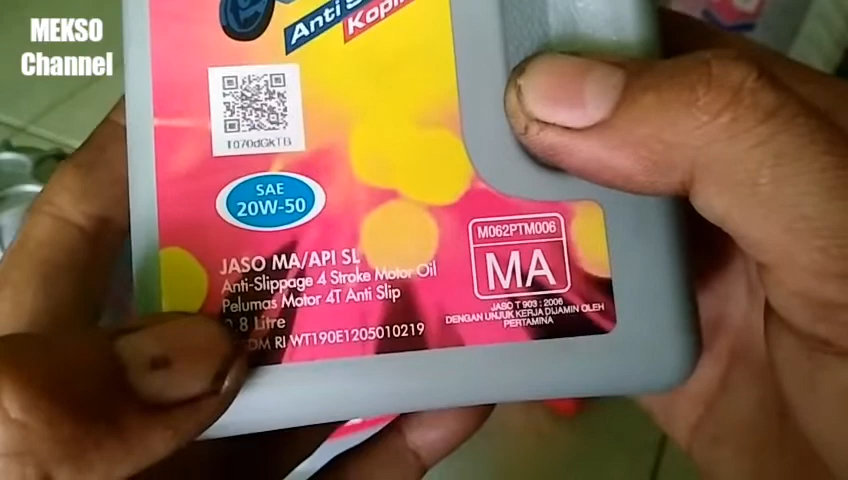 MEKSO
Channel
Anti
T070dGKTB
SAE
20W-50
JASO MA/API SL
Anti-Slippage 4 Stroke Motor Oil
Pelumas Motor 4T Anti Slip
8 Litre
RI WT190E1205010219
M062PTM006
MA
JASO T 903 : 2006
DENGAN UNJUK KERJA DIJAMIN OLEH
PERTAMINA